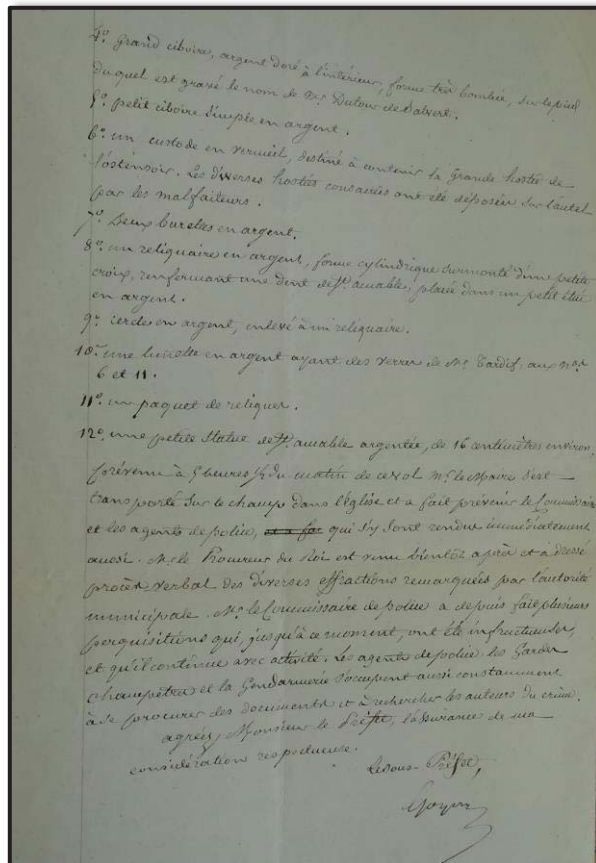 4° grand ciboire, argent doré à l'intérieur, forme très bombée, sur le pied
duquel est gravé le nom de Mr. Dutour de Salvert.
5° petit ciboire simple en argent.
6° un custode en vermeil, destiné à contenir la grande hostie de
l'ostensoir. Les diverses hosties consacrées ont été déposées sur l'autel
par les malfaiteurs.
7° Deux burettes en argent.
8° un reliquaire en argent, forme cylindrique surmonté d'une petite
croix, renfermant une dent de St. amable, placée dans un petit étui
en argent.
9° cercle en argent, enlevé à un reliquaire.
10° une lunette en argent ayant des verres de Mr. Tardif, aux nos.
6 et 11.
11° un paquet de reliques.
12° une petite statue de St. amable argentée, de 16 centimètres environ.
prévenu à 5 heures ½ du matin de ce vol Mr. le Maire s'est
transporté sur le champ dans l'église et a fait prévenir le Commissaire
et les agents de police, qui s'y sont rendus immédiatement
aussi. Mr. le Procureur du Roi est venu bientôt après et a dressé
procès verbal des diverses effractions remarquées par l'autorité
municipale. Mr. le Commissaire de police a depuis fait plusieurs
perquisitions qui, jusqu'à ce moment, ont été infructueuses,
et qu'il continue avec activité. Les agents de police les Gardes
champêtres et la Gendarmerie s'occupent aussi constamment
à se procurer des documents et à rechercher les auteurs du crime.
agréez, Monsieur le Préfet, l'assurance de ma
considération respectueuse.
Le sous-Préfet,